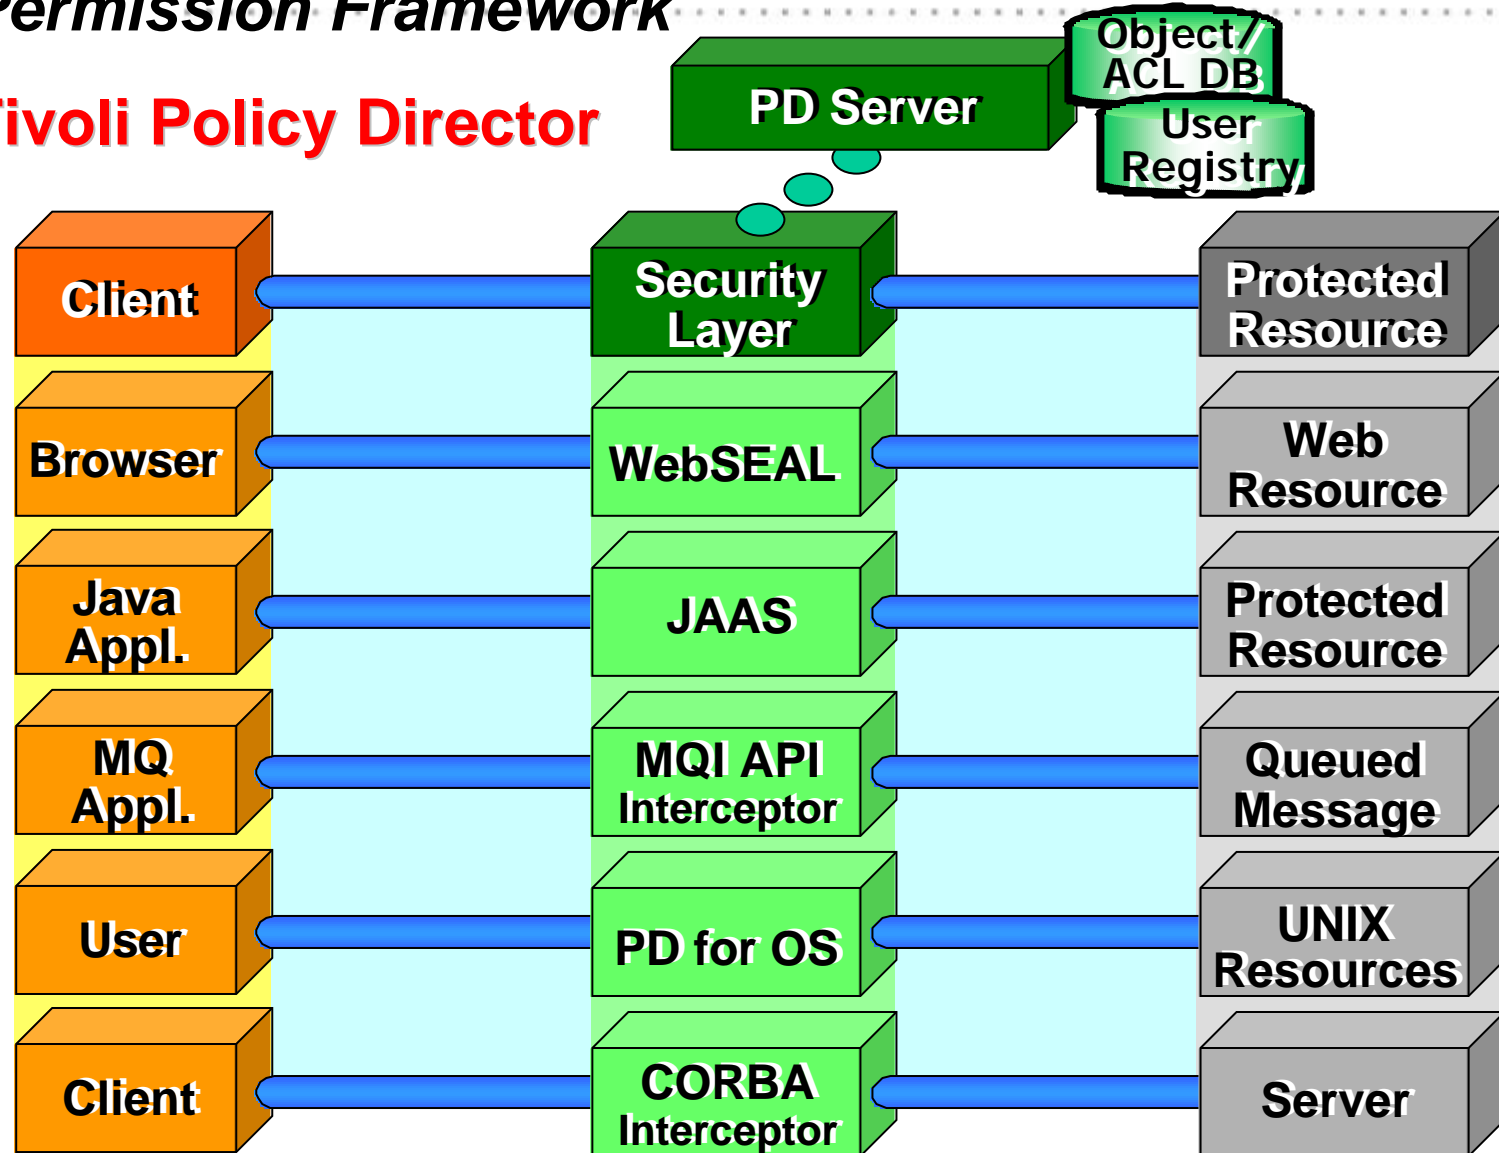 Permission Framework
Tivoli Policy Director
PD Server
Object/
ACL DB
User
Registry
Client
Security
Layer
Protected
Resource
Browser
WebSEAL
Web
Resource
Java
Appl.
JAAS
Protected
Resource
MQ
Appl.
MQI API
Interceptor
Queued
Message
User
PD for OS
UNIX
Resources
Client
CORBA
Interceptor
Server